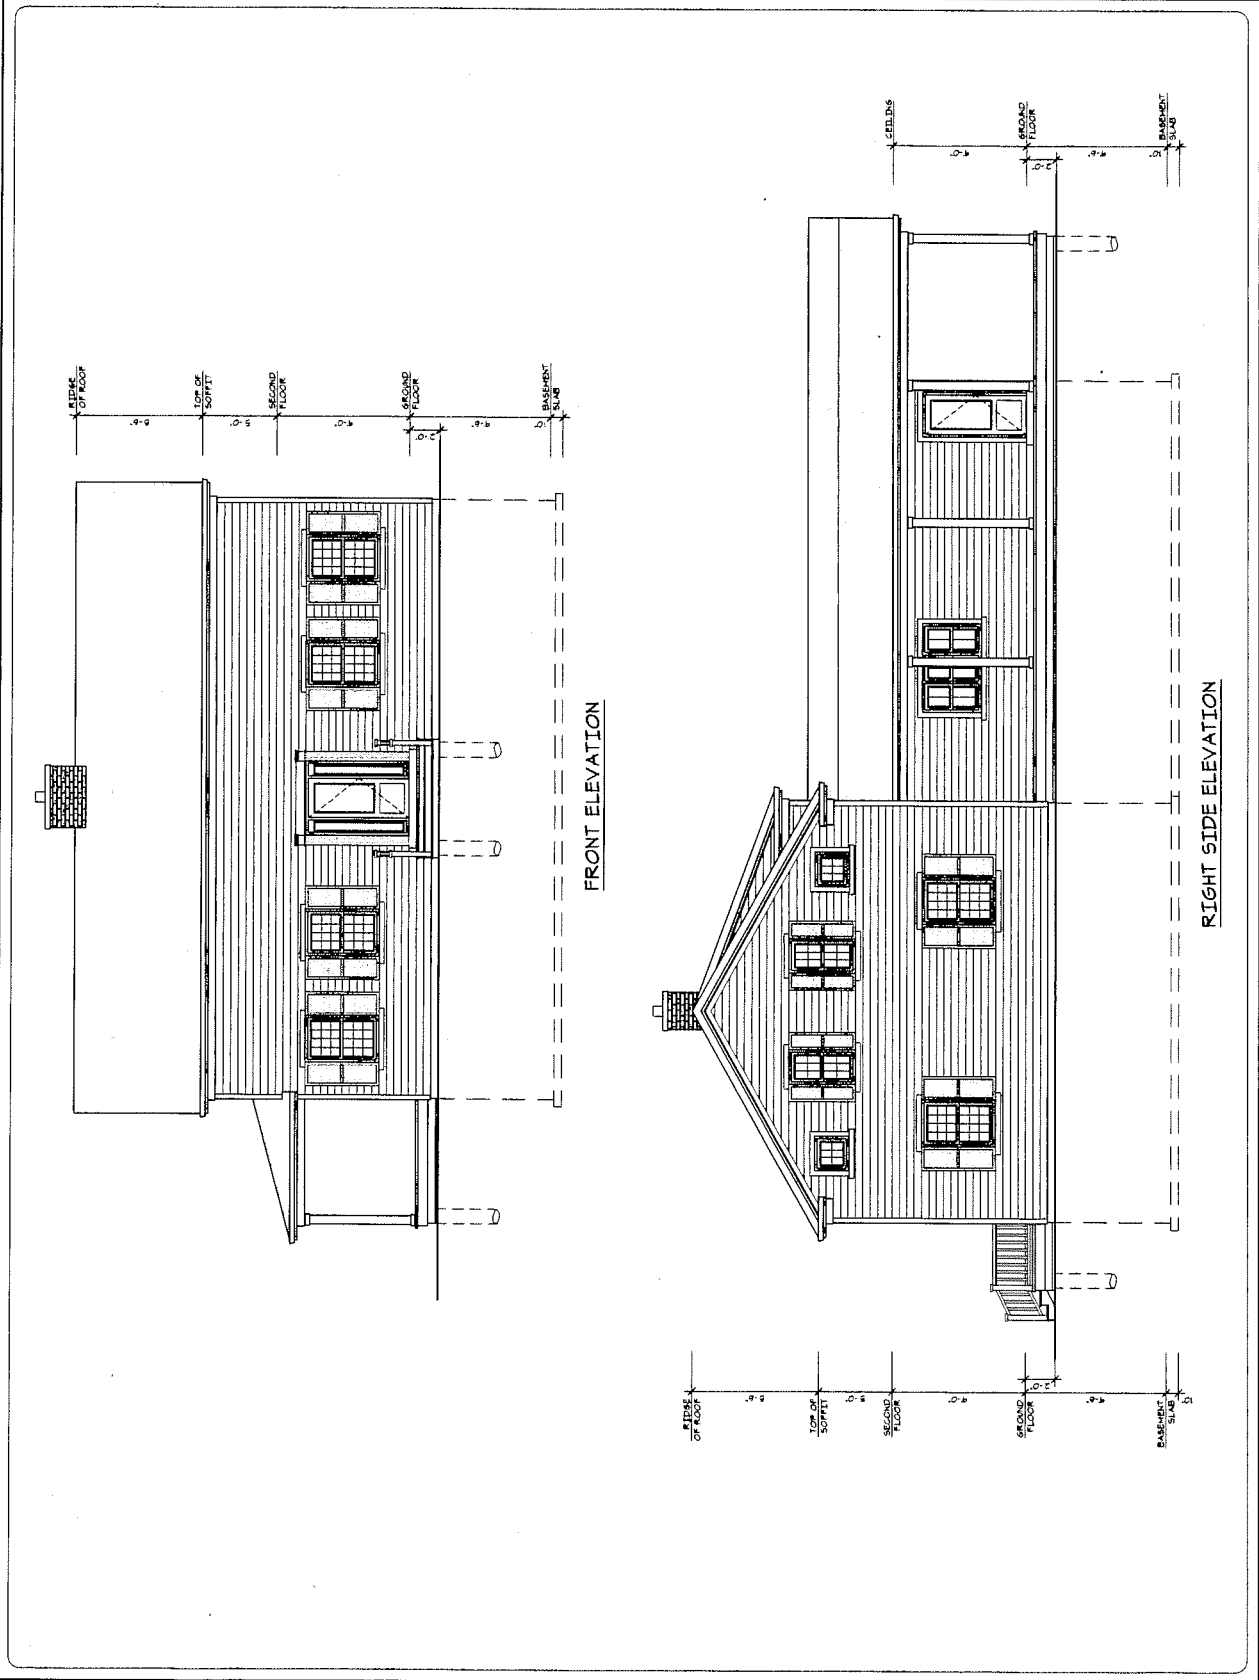 RIDGE
OF ROOF
8'-6"
TOP OF
SOFFIT
5'-0"
SECOND
FLOOR
9'-0"
GROUND
FLOOR
2'-0"
9'-6"
BASEMENT
SLAB
10"
FRONT ELEVATION
CEILING
9'-0"
GROUND
FLOOR
2'-0"
9'-6"
BASEMENT
SLAB
10"
RIDGE
OF ROOF
8'-6"
TOP OF
SOFFIT
5'-0"
SECOND
FLOOR
9'-0"
GROUND
FLOOR
2'-0"
9'-6"
BASEMENT
SLAB
10"
RIGHT SIDE ELEVATION